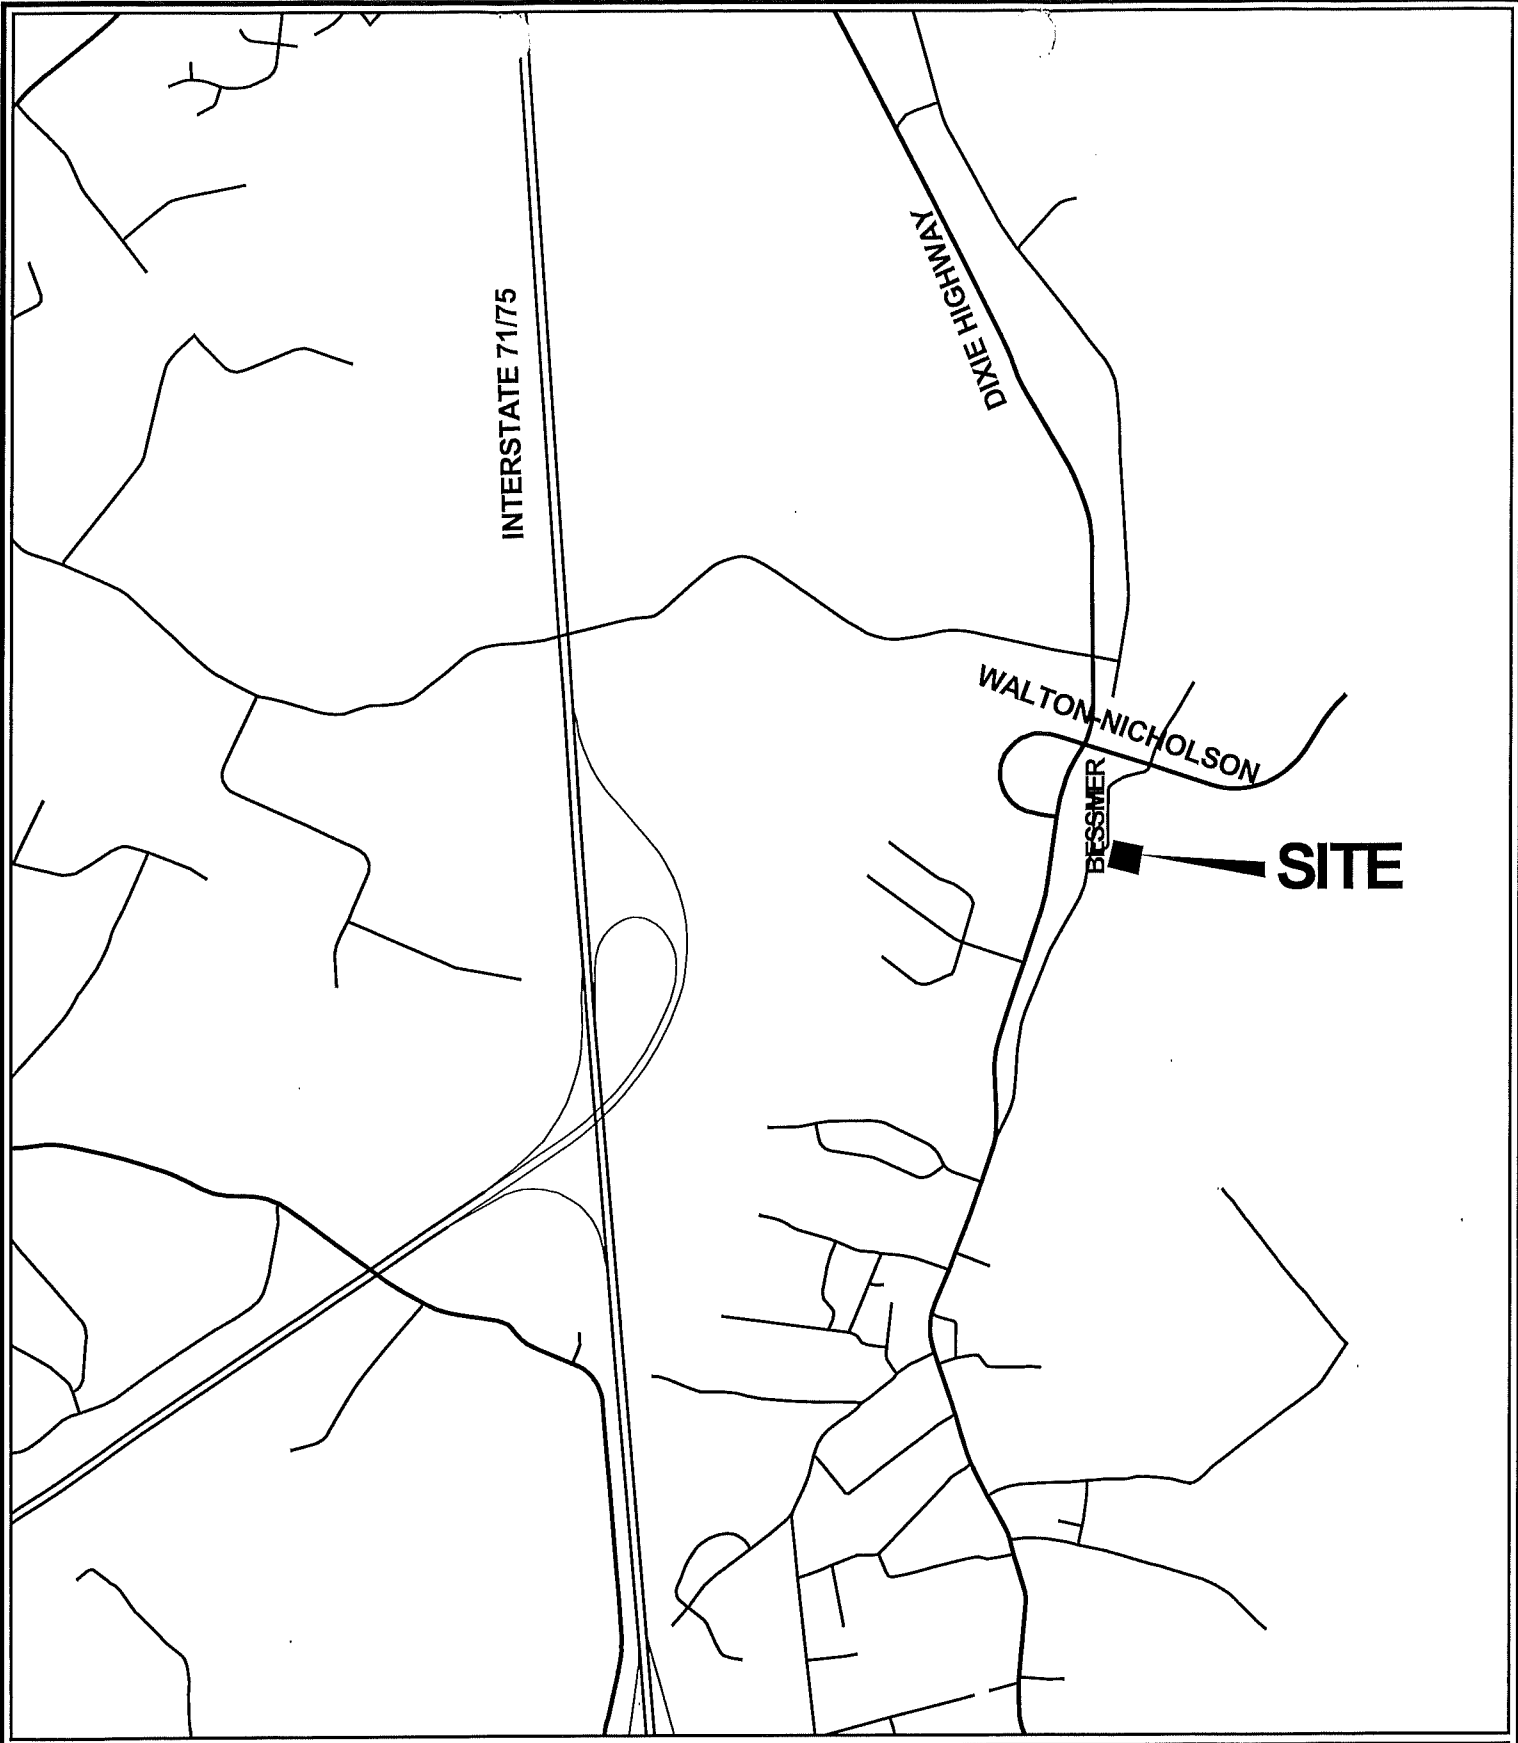 DIXIE HIGHWAY
INTERSTATE 71/75
WALTON-NICHOLSON
BESSMER
SITE